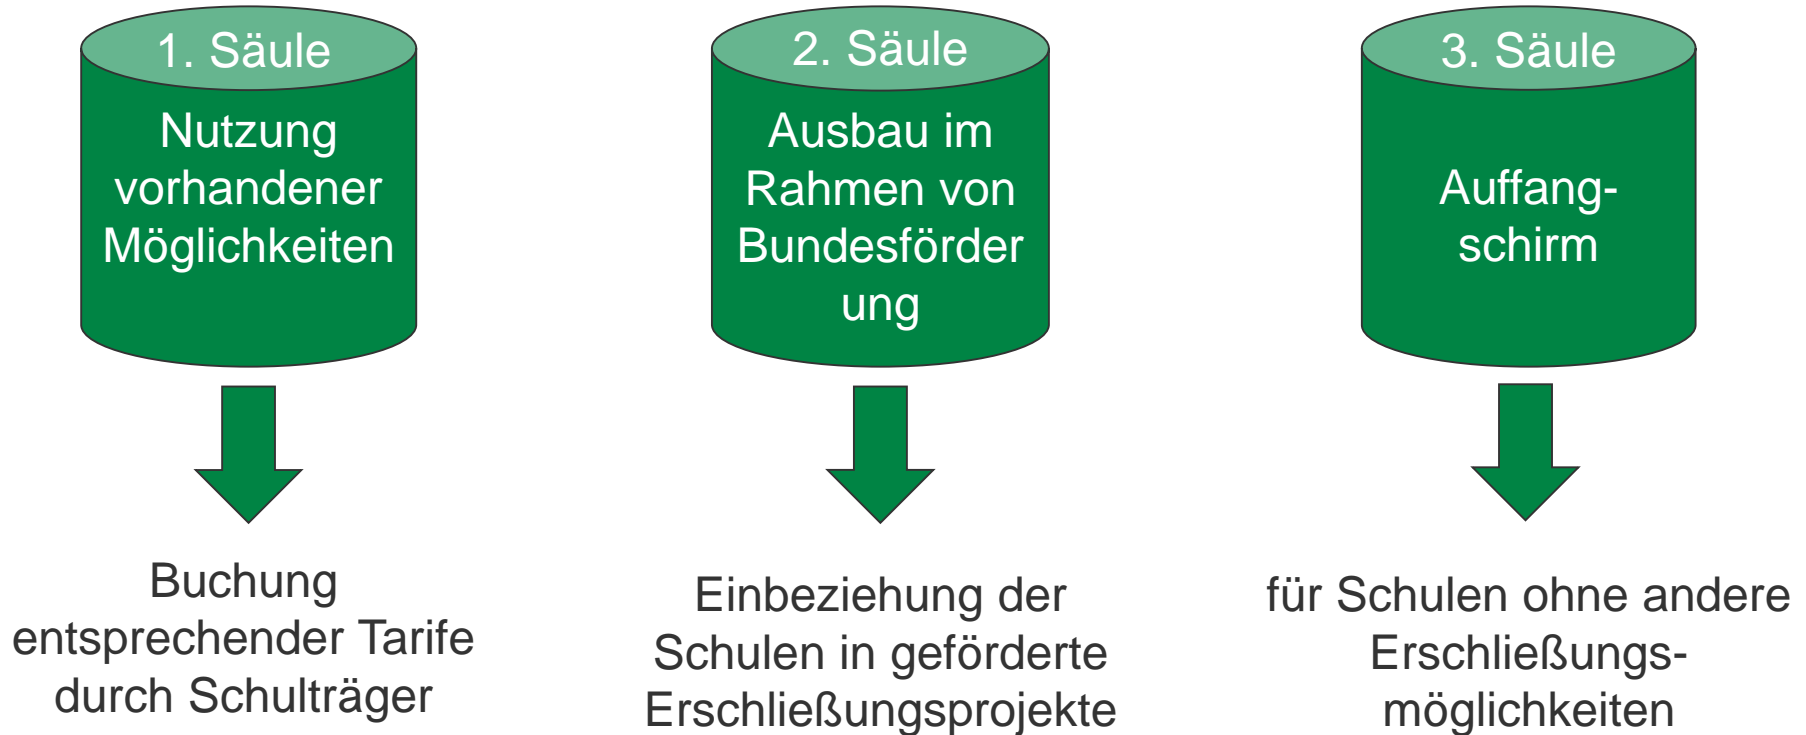 1. Säule
Nutzung
vorhandener
Möglichkeiten
Buchung
entsprechender Tarife
durch Schulträger
2. Säule
Ausbau im
Rahmen von
Bundesförder
ung
Einbeziehung der
Schulen in geförderte
Erschließungsprojekte
3. Säule
Auffang-
schirm
für Schulen ohne andere
Erschließungs-
möglichkeiten